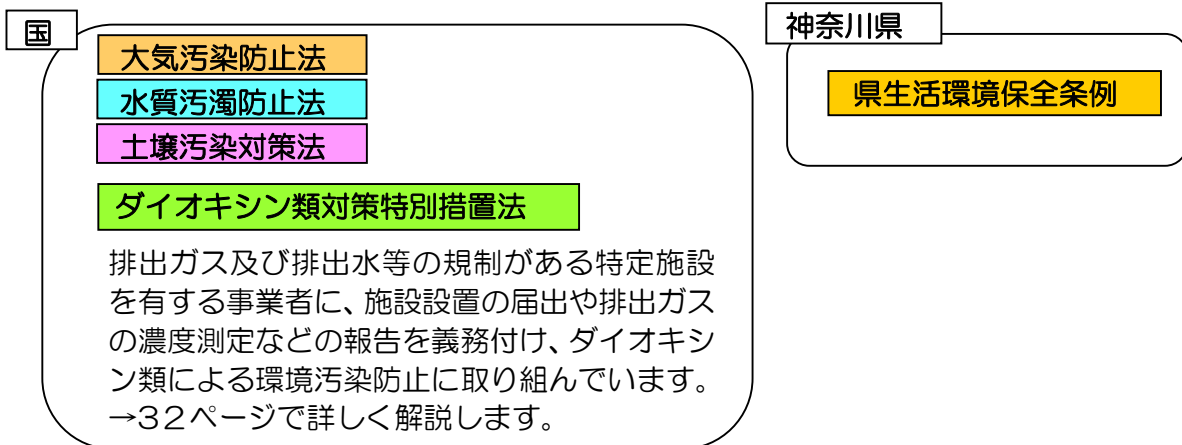 国
大気汚染防止法
水質汚濁防止法
土壌汚染対策法
ダイオキシン類対策特別措置法
排出ガス及び排出水等の規制がある特定施設
を有する事業者に、施設設置の届出や排出ガス
の濃度測定などの報告を義務付け、ダイオキシ
ン類による環境汚染防止に取り組んでいます。
→32ページで詳しく解説します。
神奈川県
県生活環境保全条例